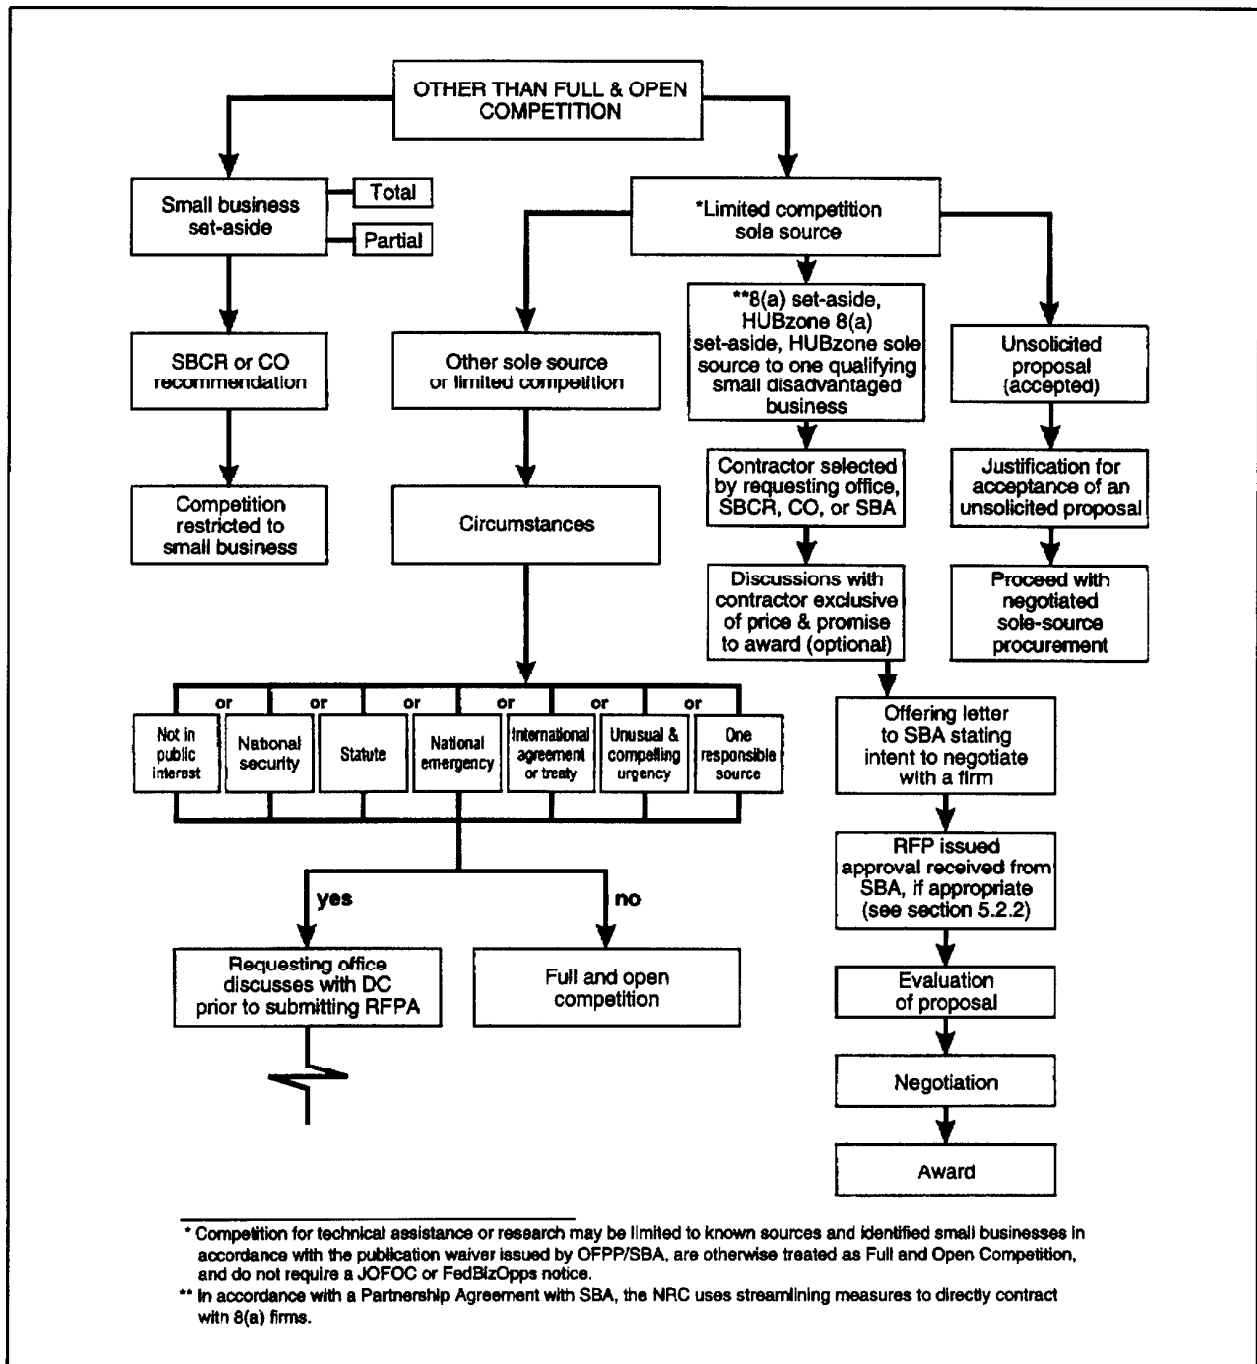 OTHER THAN FULL & OPEN
COMPETITION
Small business
set-aside
Total
Partial
*Limited competition
sole source
SBCR or CO
recommendation
Other sole source
or limited competition
**8(a) set-aside,
HUBzone 8(a)
set-aside, HUBzone sole
source to one qualifying
small disadvantaged
business
Unsolicited
proposal
(accepted)
Competition
restricted to
small business
Circumstances
Contractor selected
by requesting office,
SBCR, CO, or SBA
Justification for
acceptance of an
unsolicited proposal
Discussions with
contractor exclusive
of price & promise
to award (optional)
Proceed with
negotiated
sole-source
procurement
or
or
or
or
or
or
Not in
public
interest
National
security
Statute
National
emergency
International
agreement
or treaty
Unusual &
compelling
urgency
One
responsible
source
Offering letter
to SBA stating
intent to negotiate
with a firm
RFP issued
approval received from
SBA, if appropriate
(see section 5.2.2)
yes
no
Requesting office
discusses with DC
prior to submitting RFPA
Full and open
competition
Evaluation
of proposal
Negotiation
Award
* Competition for technical assistance or research may be limited to known sources and identified small businesses in
accordance with the publication waiver issued by OFPP/SBA, are otherwise treated as Full and Open Competition,
and do not require a JOFOC or FedBizOpps notice.
** In accordance with a Partnership Agreement with SBA, the NRC uses streamlining measures to directly contract
with 8(a) firms.